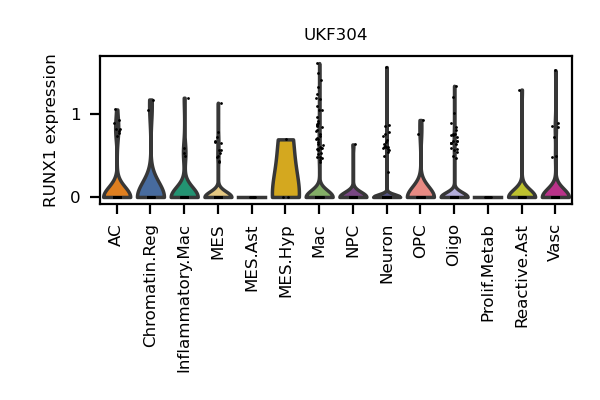 UKF304
RUNX1 expression
1
0
AC
Chromatin.Reg
Inflammatory.Mac
MES
MES.Ast
MES.Hyp
Mac
NPC
Neuron
OPC
Oligo
Prolif.Metab
Reactive.Ast
Vasc